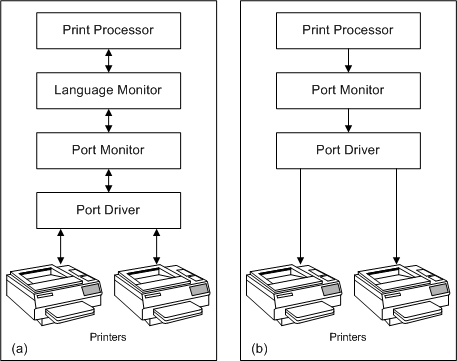 Print Processor
Language Monitor
Port Monitor
Port Driver
(a)
Printers
Print Processor
Port Monitor
Port Driver
(b)
Printers